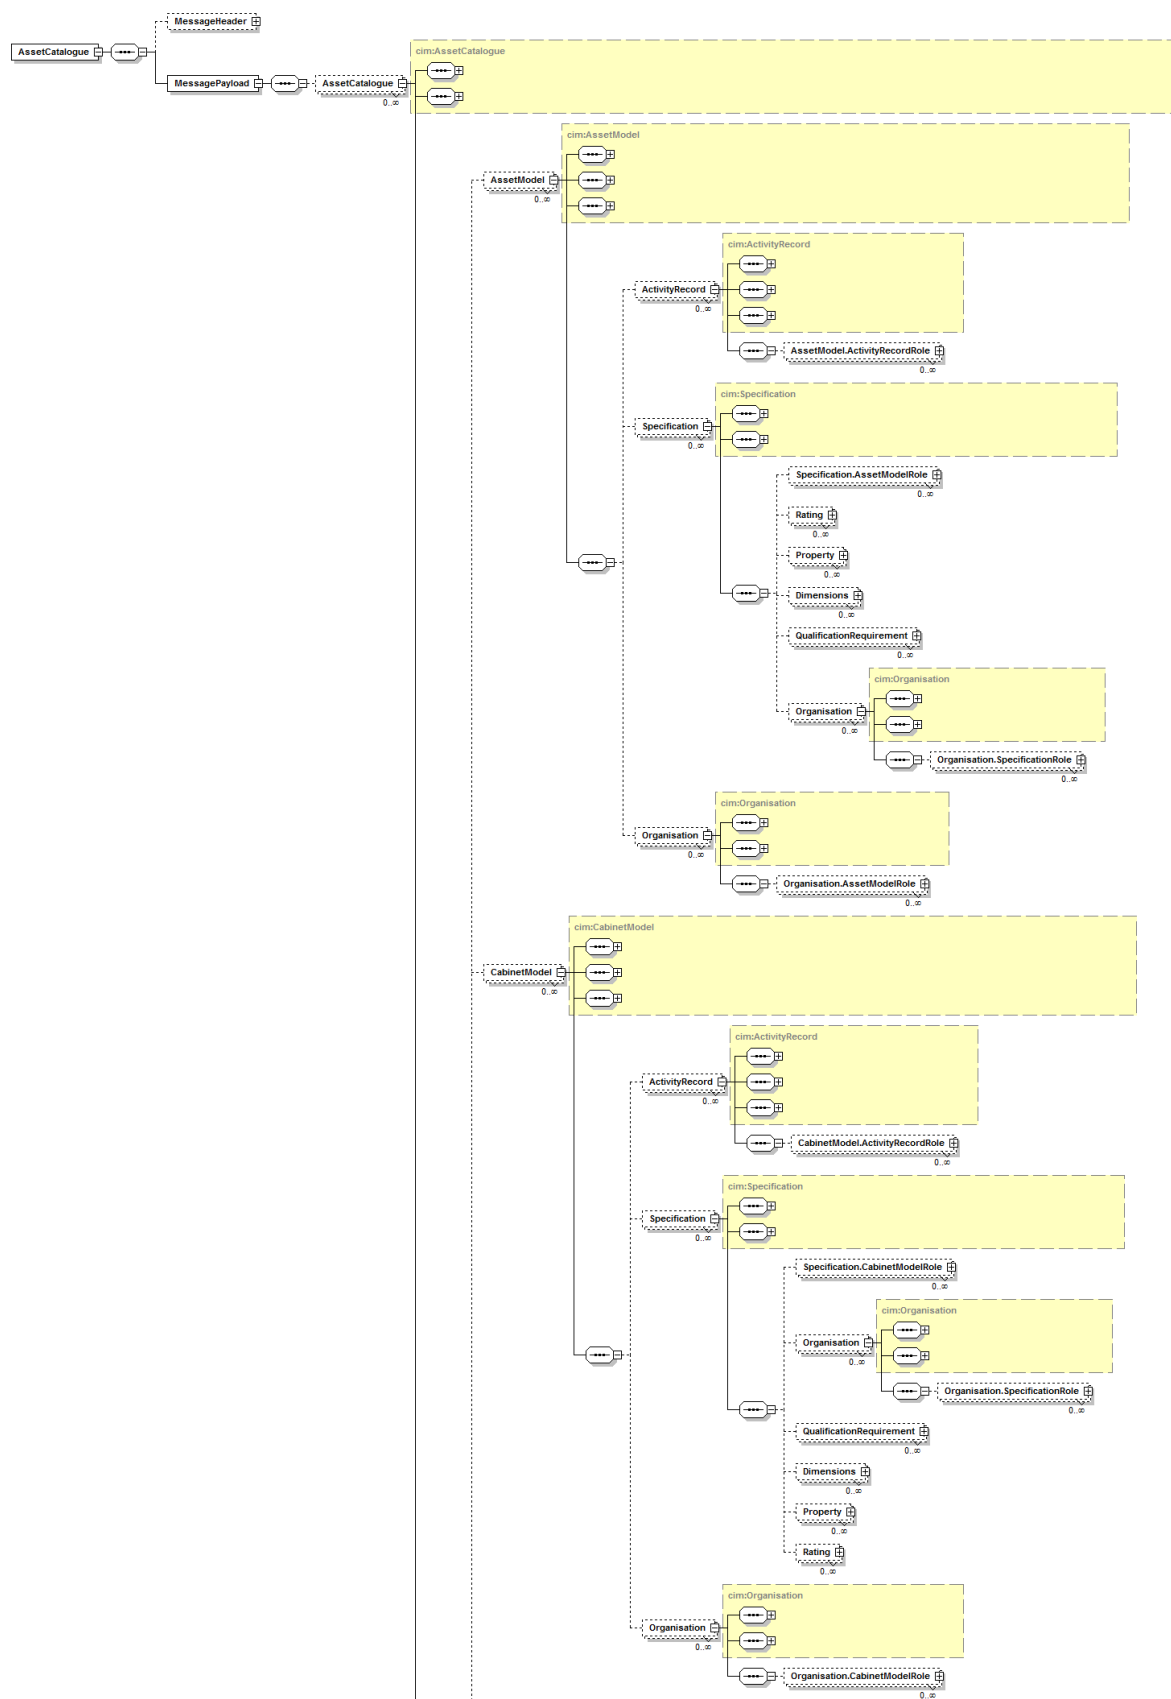 MessageHeader
cim:AssetCatalogue
AssetCatalogue
MessagePayload
AssetCatalogue
0..∞
cim:AssetModel
AssetModel
0..∞
cim:ActivityRecord
ActivityRecord
0..∞
AssetModel.ActivityRecordRole
0..∞
cim:Specification
Specification
0..∞
Specification.AssetModelRole
0..∞
Rating
0..∞
Property
0..∞
Dimensions
0..∞
QualificationRequirement
0..∞
cim:Organisation
Organisation
0..∞
Organisation.SpecificationRole
0..∞
cim:Organisation
Organisation
0..∞
Organisation.AssetModelRole
0..∞
cim:CabinetModel
CabinetModel
0..∞
cim:ActivityRecord
ActivityRecord
0..∞
CabinetModel.ActivityRecordRole
0..∞
cim:Specification
Specification
0..∞
Specification.CabinetModelRole
0..∞
cim:Organisation
Organisation
0..∞
Organisation.SpecificationRole
0..∞
QualificationRequirement
0..∞
Dimensions
0..∞
Property
0..∞
Rating
0..∞
cim:Organisation
Organisation
0..∞
Organisation.CabinetModelRole
0..∞